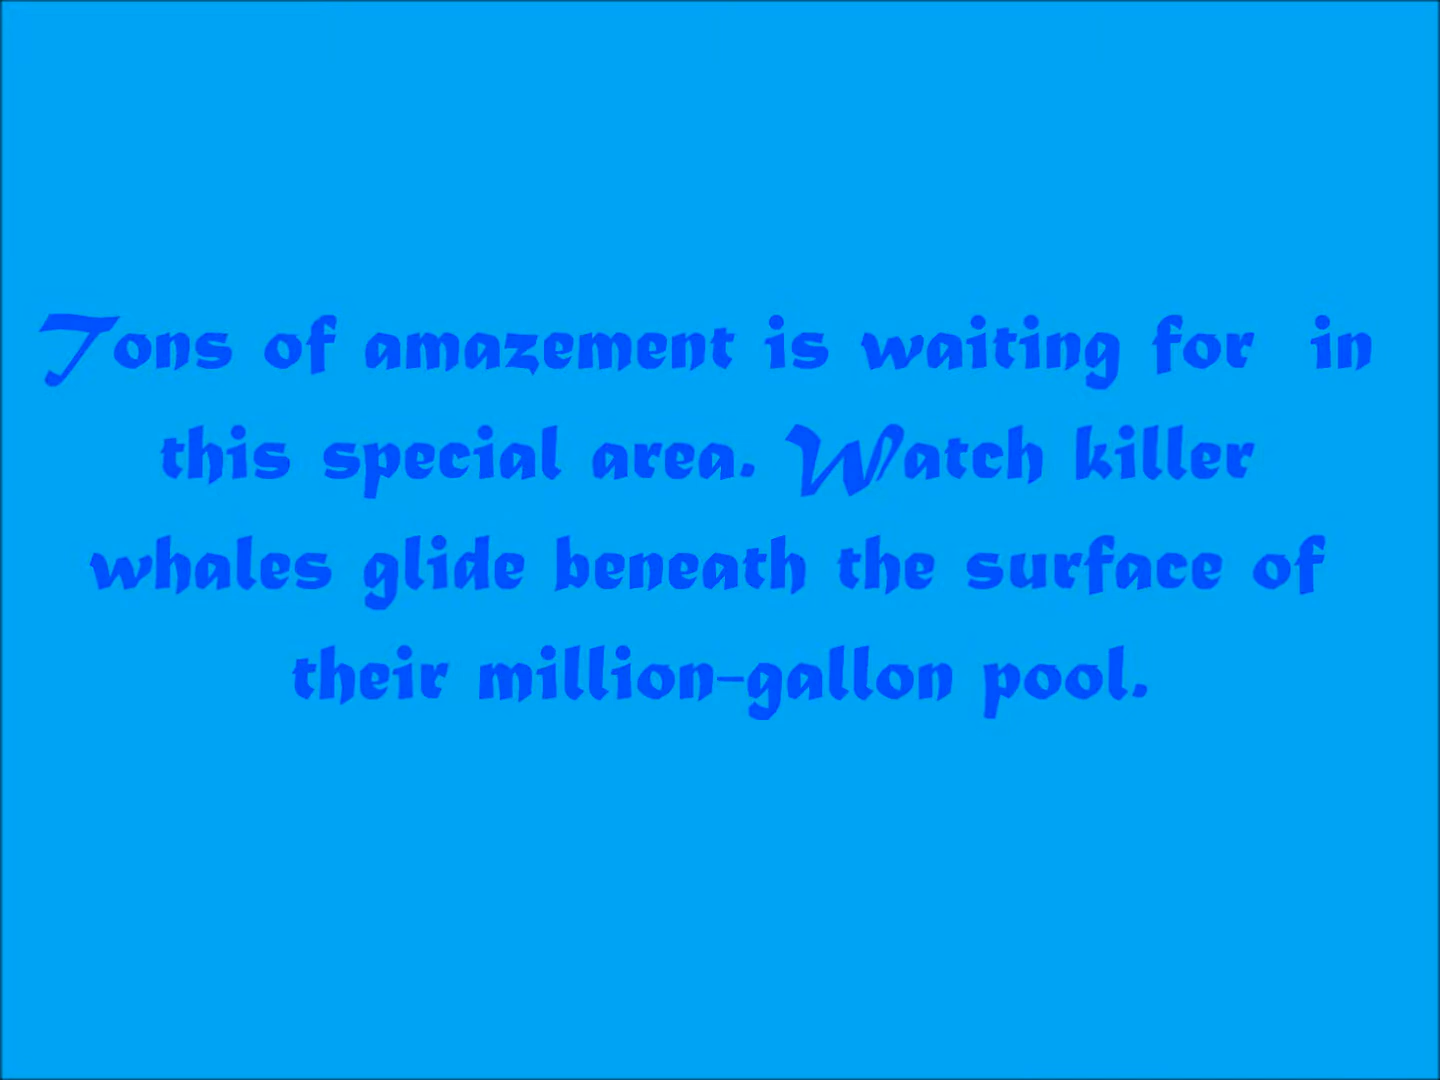 Tons of amazement is waiting for  in
this special area. Watch killer
whales glide beneath the surface of
their million-gallon pool.